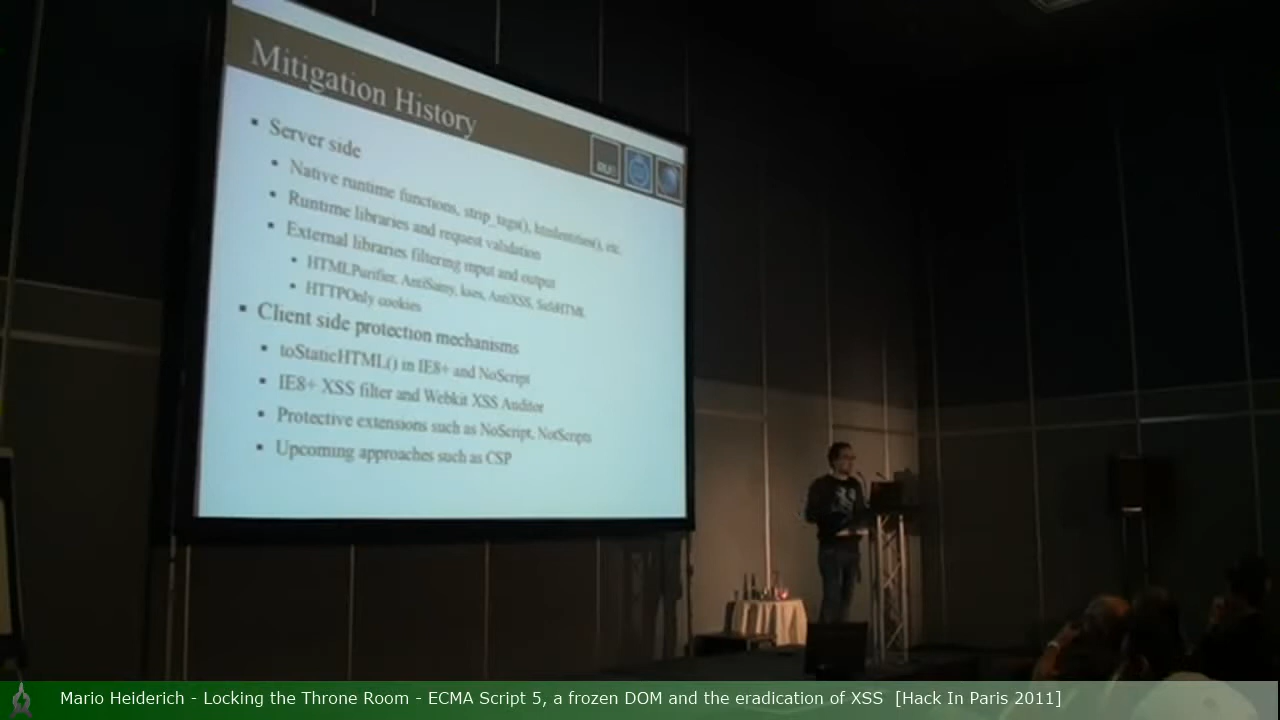 Mitigation History
RUB
▪ Server side
• Native runtime functions, strip_tags(), htmlentities(), etc.
• Runtime libraries and request validation
• External libraries filtering input and output
• HTMLPurifier, AntiSamy, kses, AntiXSS, SafeHTML
• HTTPOnly cookies
▪ Client side protection mechanisms
▪ toStaticHTML() in IE8+ and NoScript
▪ IE8+ XSS filter and Webkit XSS Auditor
▪ Protective extensions such as NoScript, NotScripts
▪ Upcoming approaches such as CSP
Mario Heiderich - Locking the Throne Room - ECMA Script 5, a frozen DOM and the eradication of XSS [Hack In Paris 2011]